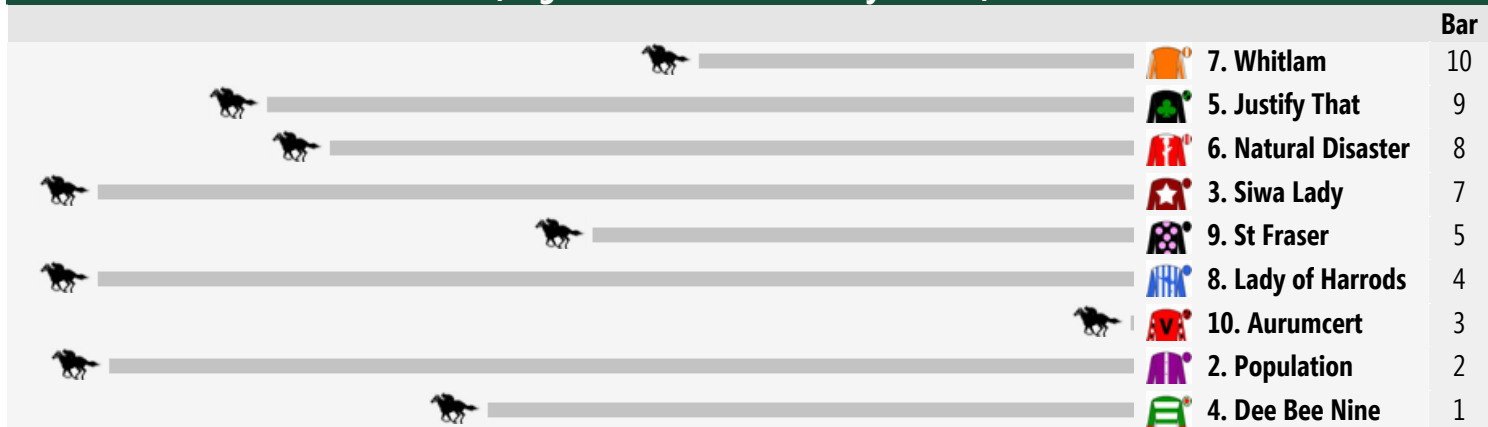 Bar
7. Whitlam 10
5. Justify That 9
6. Natural Disaster 8
3. Siwa Lady 7
9. St Fraser 5
8. Lady of Harrods 4
V 10. Aurumcert 3
2. Population 2
4. Dee Bee Nine 1